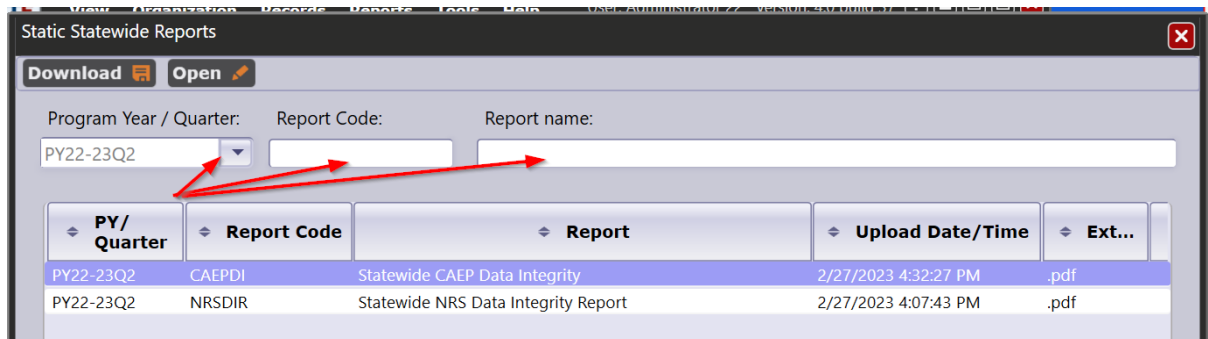 View Organization Records Reports Tools Help
Static Statewide Reports
Download Open
Program Year / Quarter: Report Code: Report name:
PY22-23Q2
PY/ Quarter Report Code Report Upload Date/Time Ext...
PY22-23Q2 CAEPDI Statewide CAEP Data Integrity 2/27/2023 4:32:27 PM .pdf
PY22-23Q2 NRSDIR Statewide NRS Data Integrity Report 2/27/2023 4:07:43 PM .pdf